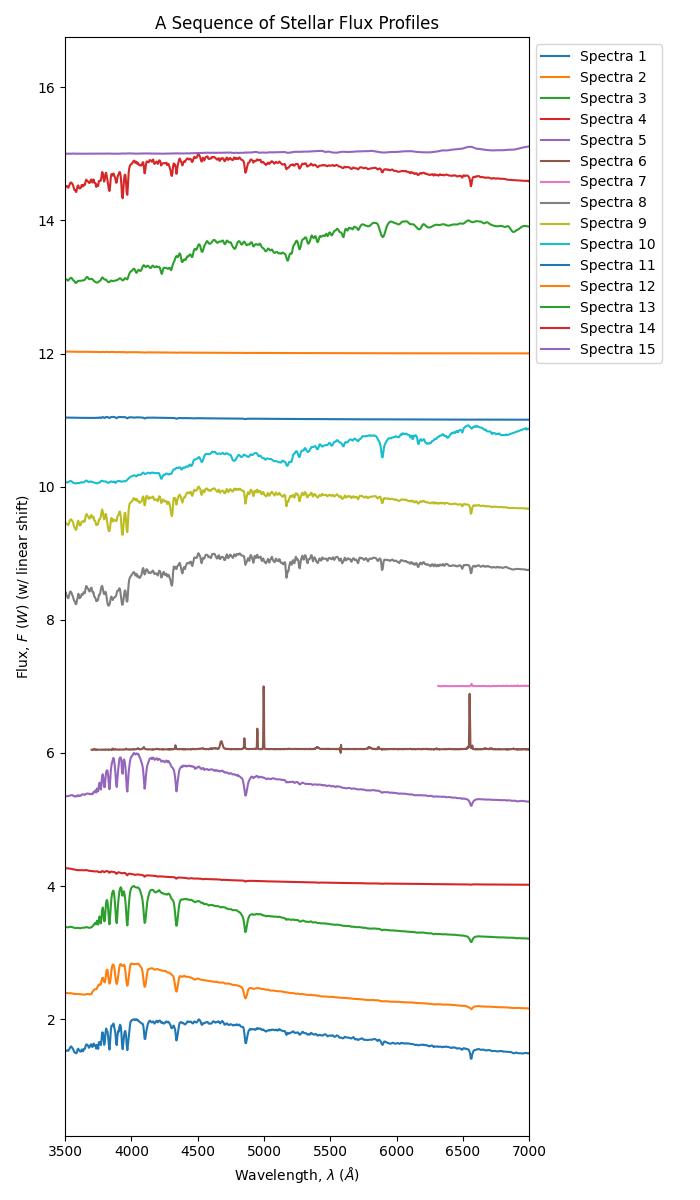 A Sequence of Stellar Flux Profiles
Flux, F (W) (w/ linear shift)
16
14
12
10
8
6
4
2
3500 4000 4500 5000 5500 6000 6500 7000
Wavelength, λ (Å)
Spectra 1
Spectra 2
Spectra 3
Spectra 4
Spectra 5
Spectra 6
Spectra 7
Spectra 8
Spectra 9
Spectra 10
Spectra 11
Spectra 12
Spectra 13
Spectra 14
Spectra 15